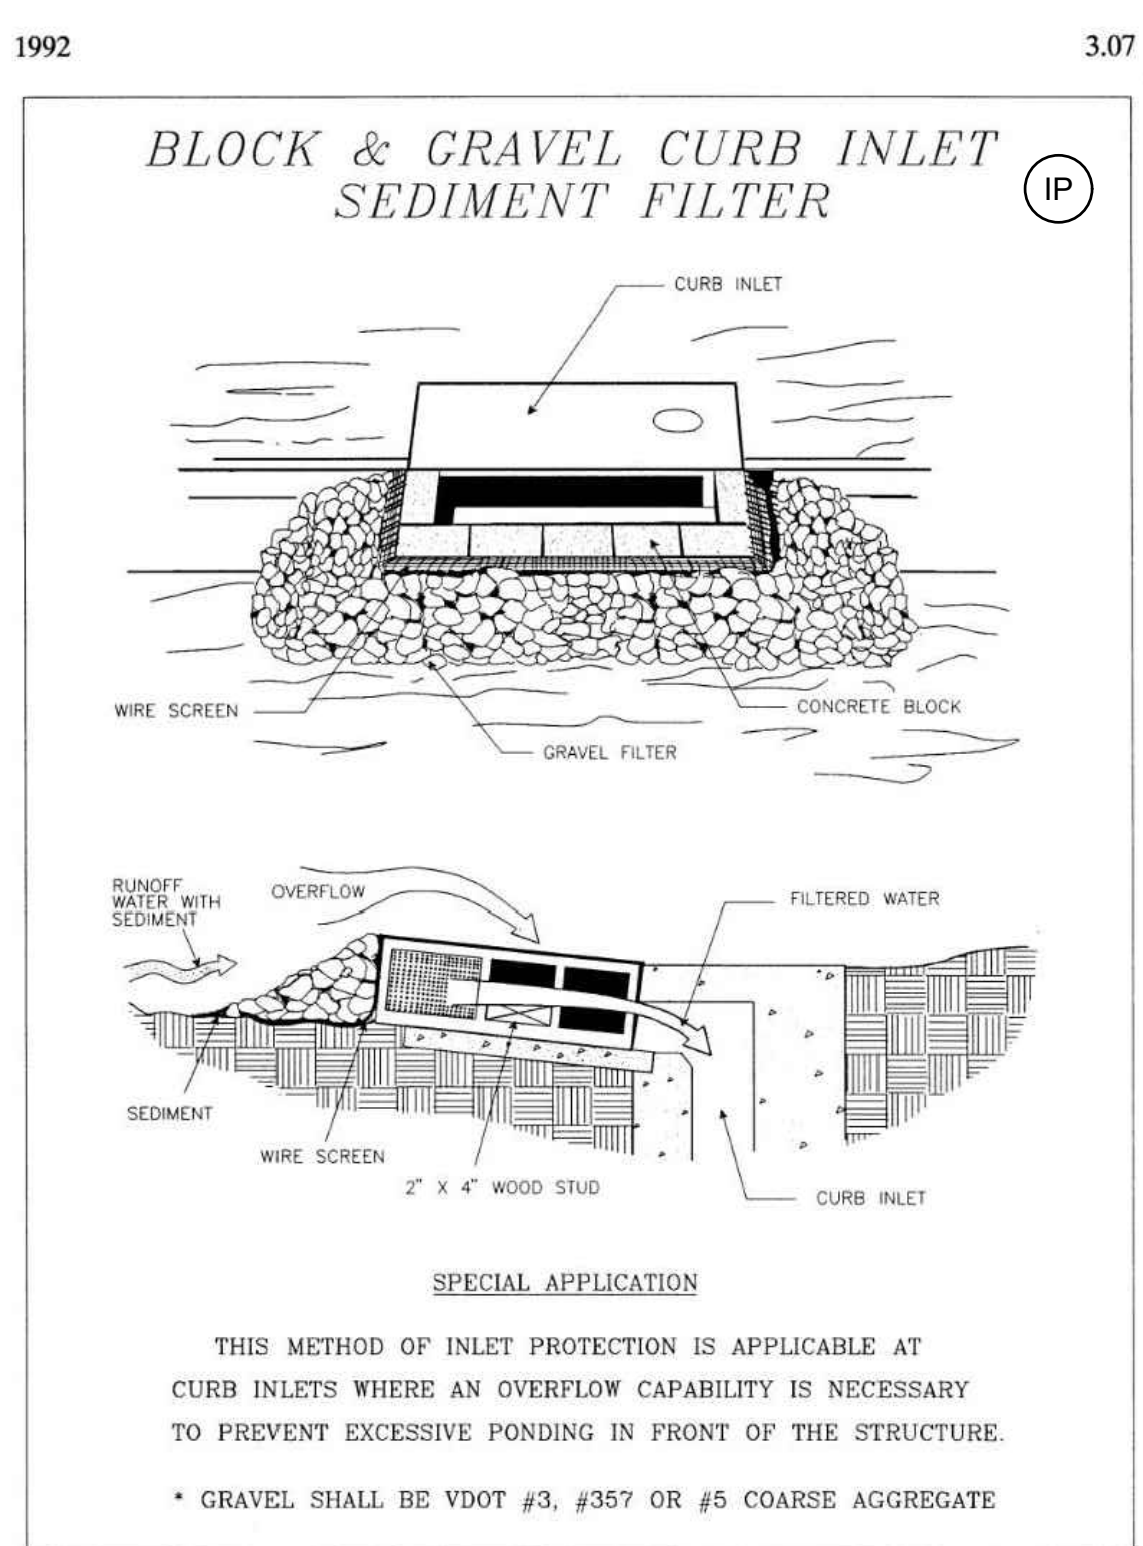 1992 3.07
BLOCK & GRAVEL CURB INLET
SEDIMENT FILTER
IP
CURB INLET
WIRE SCREEN
CONCRETE BLOCK
GRAVEL FILTER
RUNOFF
WATER WITH
SEDIMENT
OVERFLOW
FILTERED WATER
SEDIMENT
WIRE SCREEN
2" X 4" WOOD STUD
CURB INLET
SPECIAL APPLICATION
THIS METHOD OF INLET PROTECTION IS APPLICABLE AT
CURB INLETS WHERE AN OVERFLOW CAPABILITY IS NECESSARY
TO PREVENT EXCESSIVE PONDING IN FRONT OF THE STRUCTURE.
* GRAVEL SHALL BE VDOT #3, #357 OR #5 COARSE AGGREGATE